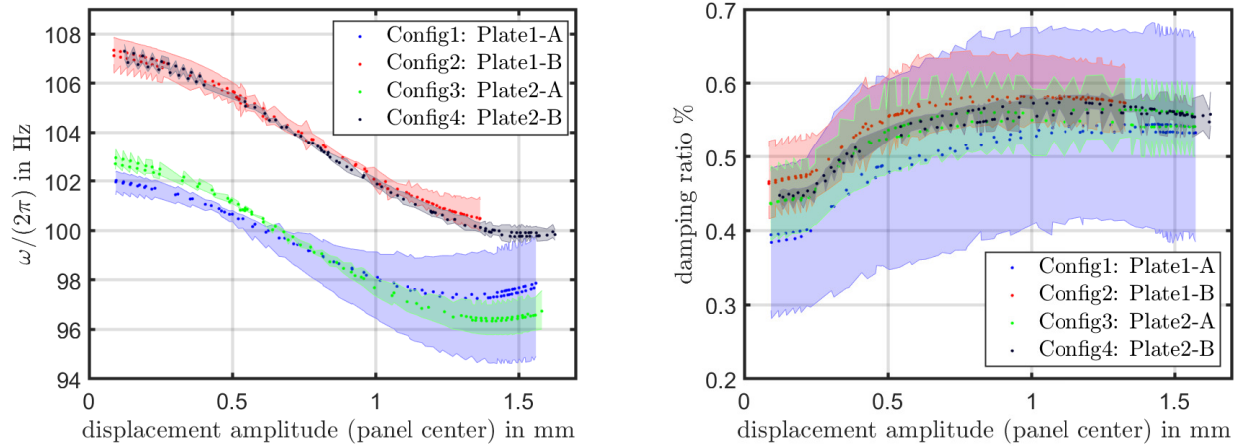 108
106
104
102
100
98
96
94
ω/(2π) in Hz
Config1: Plate1-A
Config2: Plate1-B
Config3: Plate2-A
Config4: Plate2-B
0 0.5 1 1.5
displacement amplitude (panel center) in mm
0.7
0.6
0.5
0.4
0.3
0.2
damping ratio %
Config1: Plate1-A
Config2: Plate1-B
Config3: Plate2-A
Config4: Plate2-B
0 0.5 1 1.5
displacement amplitude (panel center) in mm